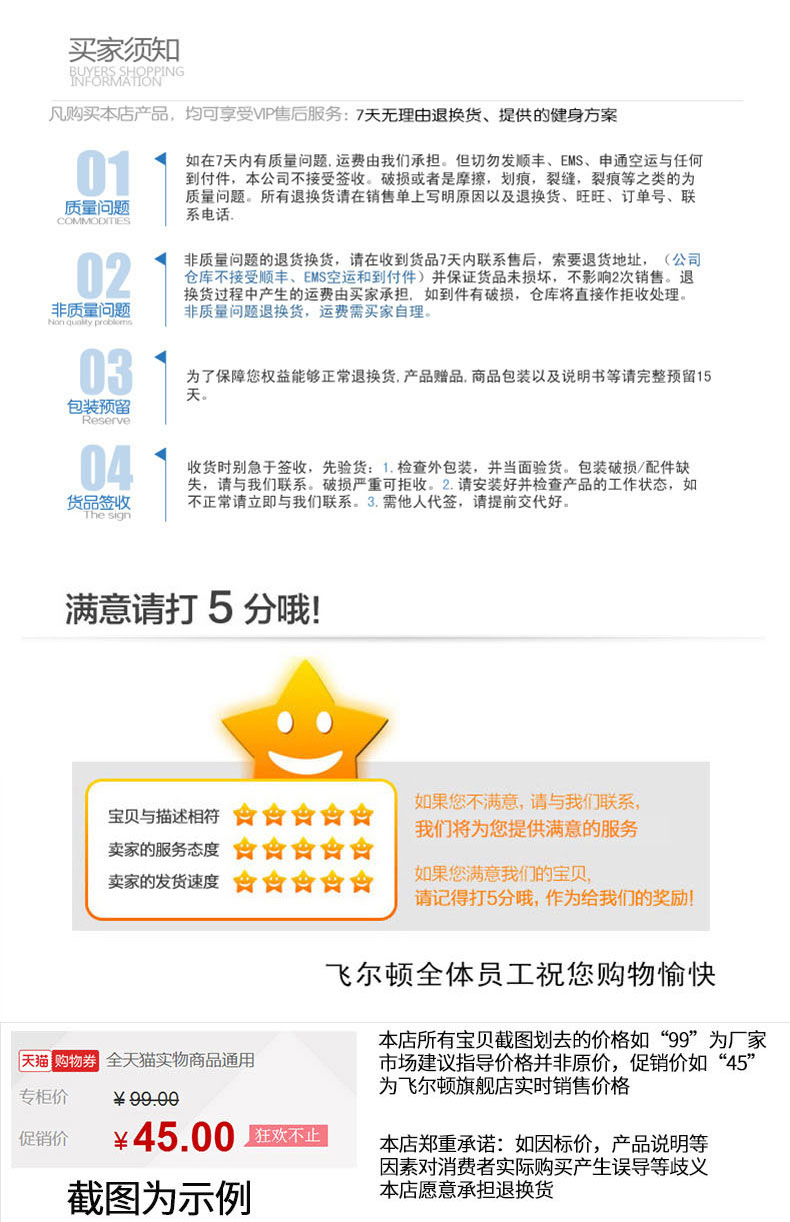 买家须知
BUYERS SHOPPING
INFORMATION
凡购买本店产品，均可享受VIP售后服务：7天无理由退换货、提供的健身方案
01
质量问题
COMMODITIES
如在7天内有质量问题,运费由我们承担。但切勿发顺丰、EMS、申通空运与任何
到付件，本公司不接受签收。破损或者是摩擦，划痕，裂缝，裂痕等之类的为
质量问题。所有退换货请在销售单上写明原因以及退换货、旺旺、订单号、联
系电话.
02
非质量问题
Non quality problems
非质量问题的退货换货，请在收到货品7天内联系售后，索要退货地址，（公司
仓库不接受顺丰、EMS空运和到付件）并保证货品未损坏，不影响2次销售。退
换货过程中产生的运费由买家承担，如到件有破损，仓库将直接作拒收处理。
非质量问题退换货，运费需买家自理。
03
包装预留
Reserve
为了保障您权益能够正常退换货,产品赠品,商品包装以及说明书等请完整预留15
天。
04
货品签收
The sign
收货时别急于签收，先验货：1.检查外包装，并当面验货。包装破损/配件缺
失，请与我们联系。破损严重可拒收。2.请安装好并检查产品的工作状态，如
不正常请立即与我们联系。3.需他人代签，请提前交代好。
满意请打 5 分哦!
宝贝与描述相符
卖家的服务态度
卖家的发货速度
如果您不满意，请与我们联系，
我们将为您提供满意的服务
如果您满意我们的宝贝，
请记得打5分哦，作为给我们的奖励!
飞尔顿全体员工祝您购物愉快
天猫 购物券 全天猫实物商品通用
专柜价 ¥99.00
促销价 ¥45.00 狂欢不止
截图为示例
本店所有宝贝截图划去的价格如“99”为厂家
市场建议指导价格并非原价，促销价如“45”
为飞尔顿旗舰店实时销售价格
本店郑重承诺：如因标价，产品说明等
因素对消费者实际购买产生误导等歧义
本店愿意承担退换货